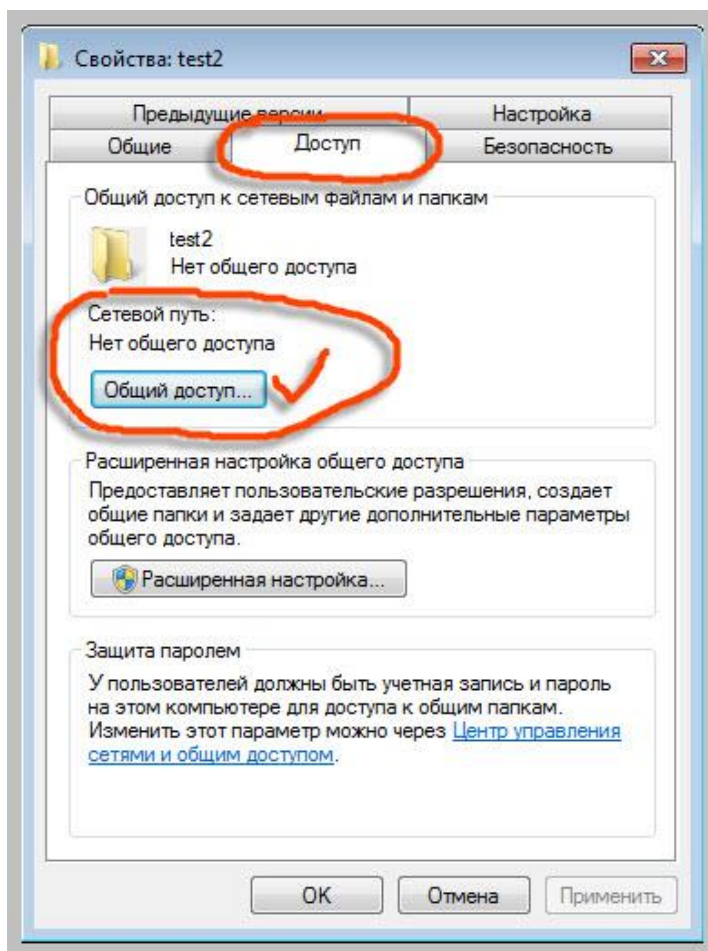 Свойства: test2
Предыдущие версии
Настройка
Общие
Доступ
Безопасность
Общий доступ к сетевым файлам и папкам
test2
Нет общего доступа
Сетевой путь:
Нет общего доступа
Общий доступ...
Расширенная настройка общего доступа
Предоставляет пользовательские разрешения, создает
общие папки и задает другие дополнительные параметры
общего доступа.
Расширенная настройка...
Защита паролем
У пользователей должны быть учетная запись и пароль
на этом компьютере для доступа к общим папкам.
Изменить этот параметр можно через Центр управления
сетями и общим доступом.
OK
Отмена
Применить